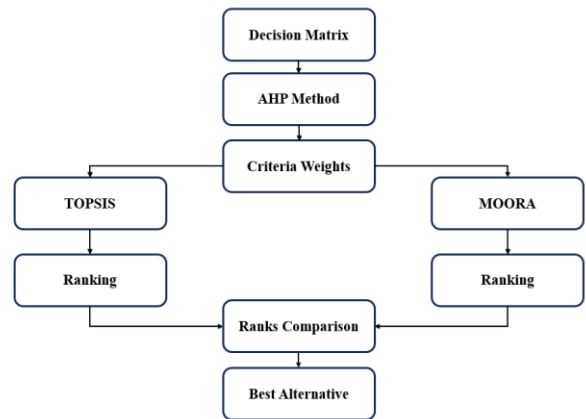 Decision Matrix
AHP Method
Criteria Weights
TOPSIS
MOORA
Ranking
Ranking
Ranks Comparison
Best Alternative